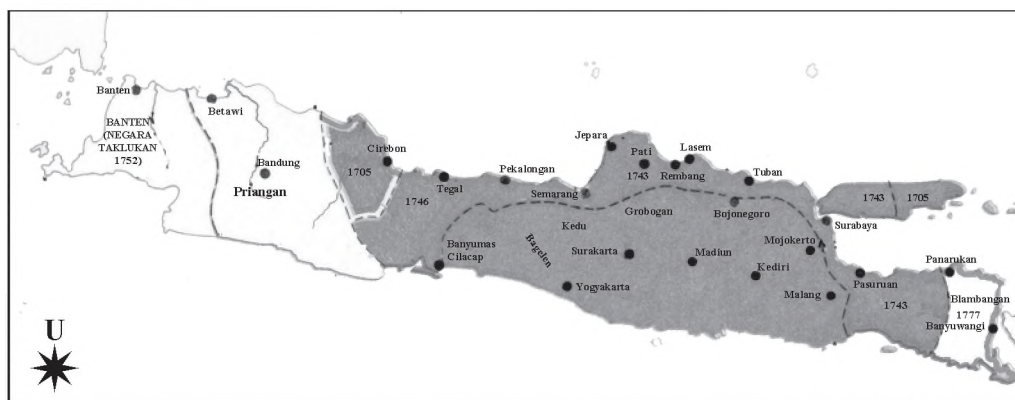 Banten
BANTEN
(NEGARA
TAKLUKAN
1752)
Betawi
Bandung
Priangan
Cirebon
1705
Tegal
1746
Pekalongan
Semarang
Jepara
Pati
1743
Lasem
Rembang
Tuban
Bojonegoro
Grobogan
Kedu
Bagelen
Banyumas
Cilacap
Surakarta
Yogyakarta
Madiun
Kediri
Mojokerto
Malang
Surabaya
1743
1705
Pasuruan
1743
Panarukan
Blambangan
1777
Banyuwangi
U